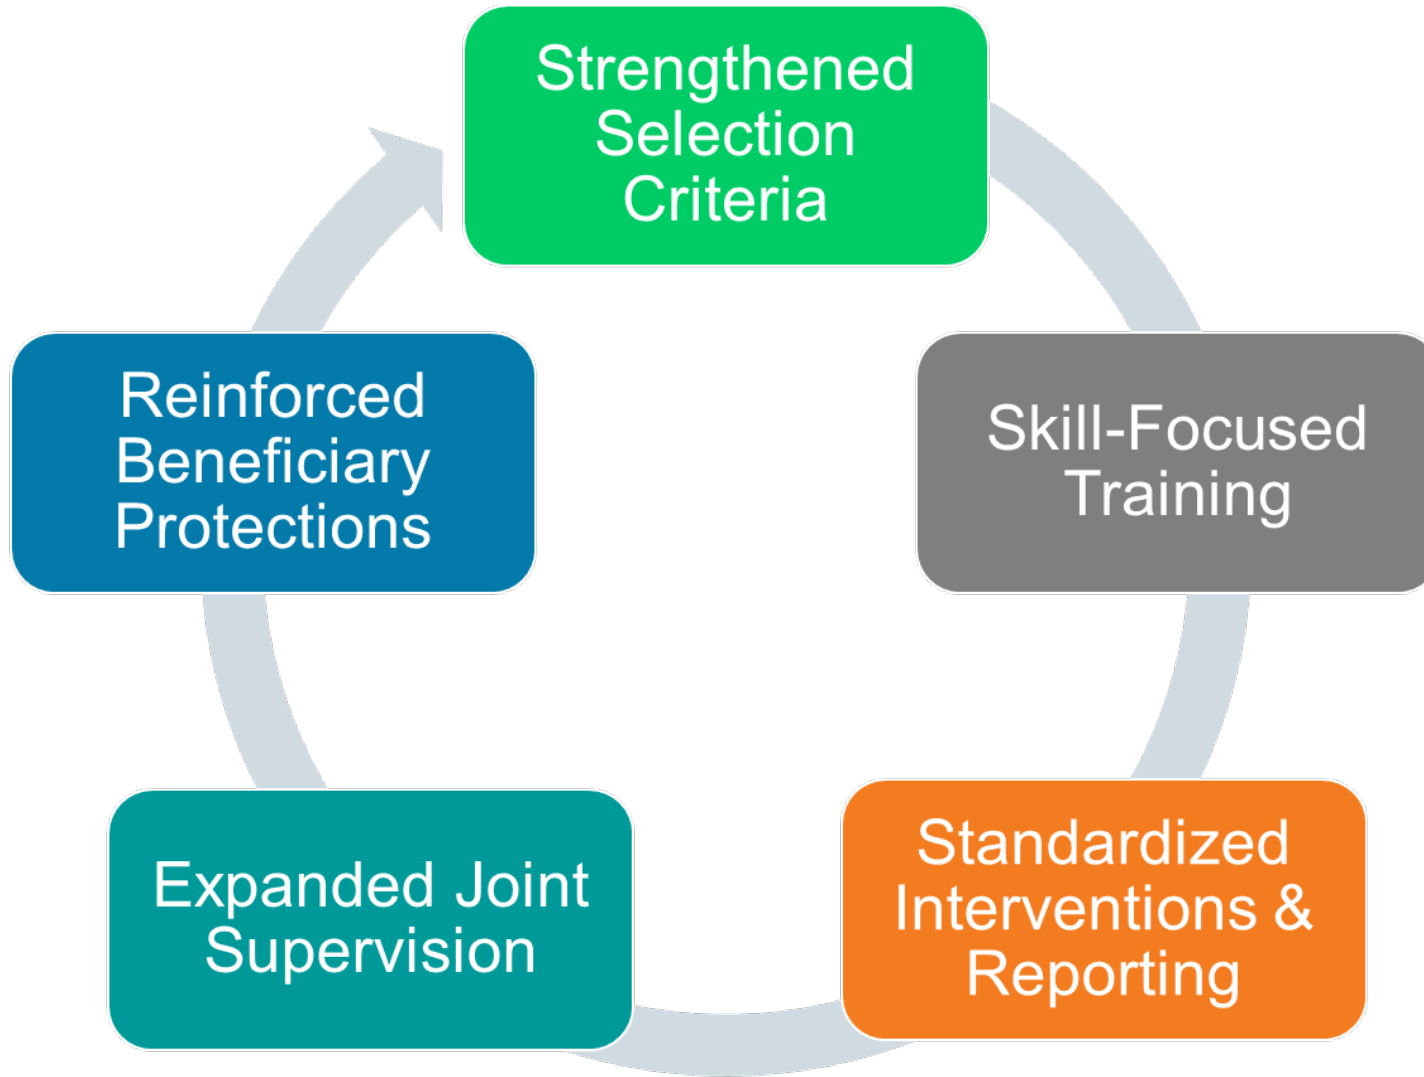 Strengthened
Selection
Criteria
Skill-Focused
Training
Standardized
Interventions &
Reporting
Expanded Joint
Supervision
Reinforced
Beneficiary
Protections